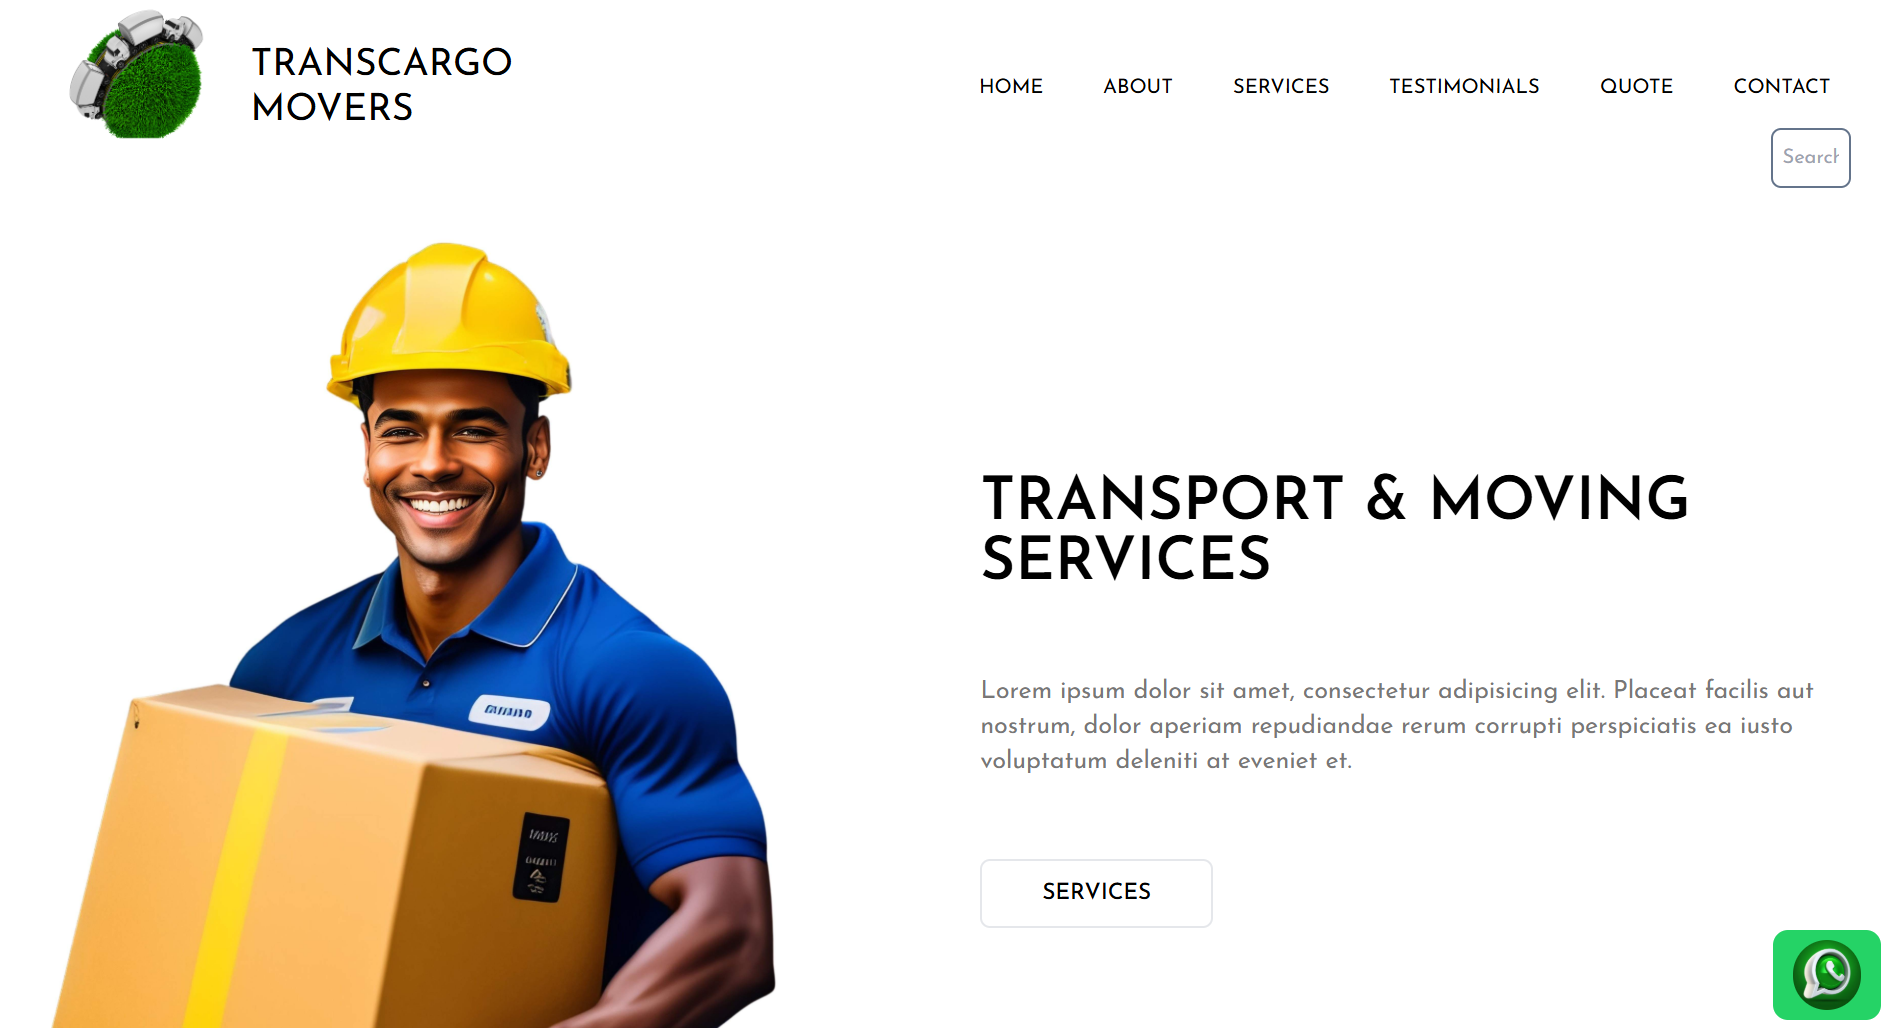 TRANSCARGO
MOVERS
HOME ABOUT SERVICES TESTIMONIALS QUOTE CONTACT
Search
TRANSPORT & MOVING
SERVICES
Lorem ipsum dolor sit amet, consectetur adipisicing elit. Placeat facilis aut
nostrum, dolor aperiam repudiandae rerum corrupti perspiciatis ea iusto
voluptatum deleniti at eveniet et.
SERVICES